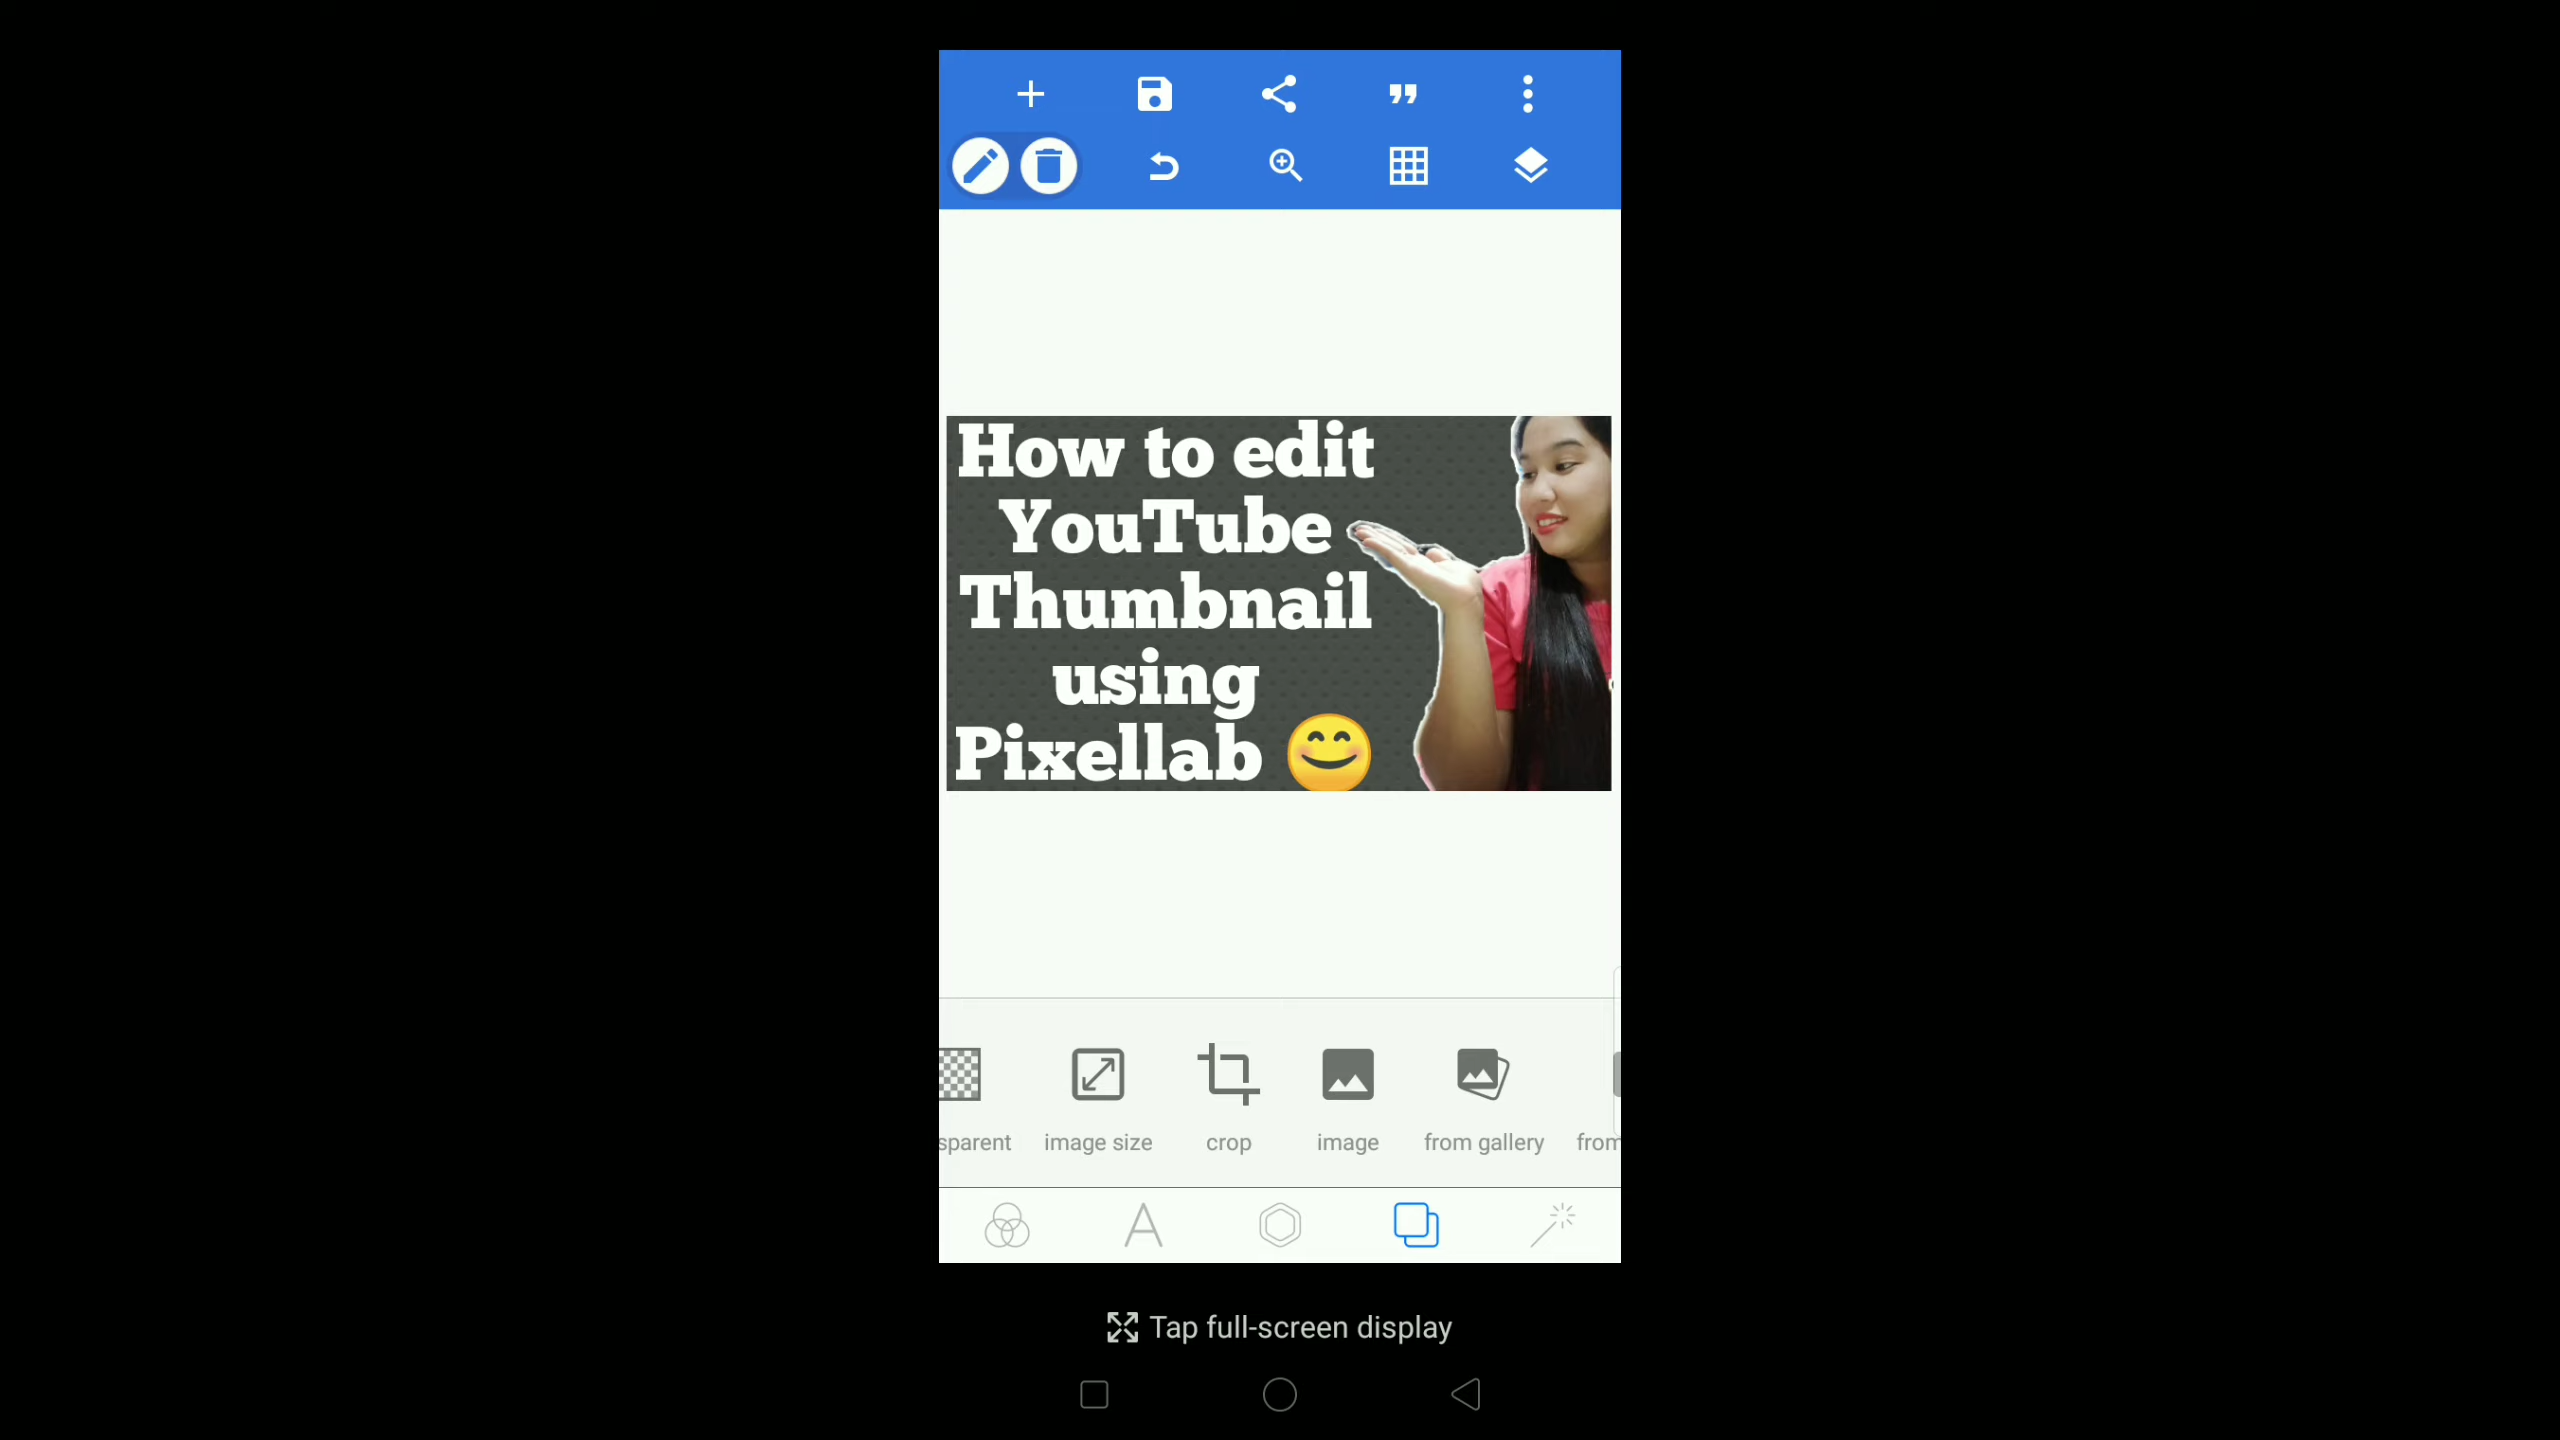 How to edit
YouTube
Thumbnail
using
Pixellab 😊
sparent image size crop image from gallery from
Tap full-screen display